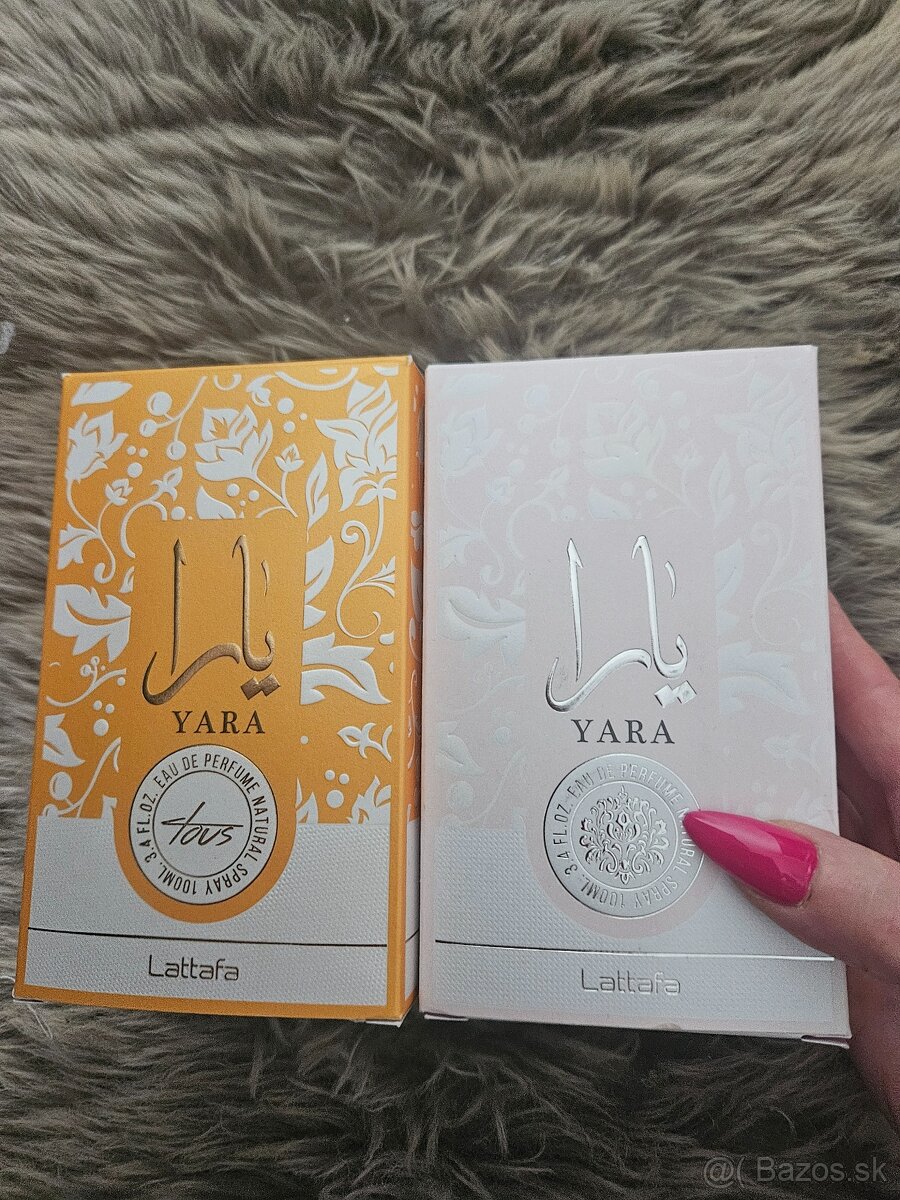 يارا
YARA
3.4 FL.OZ. EAU DE PERFUME NATURAL SPRAY 100ML.
Tous
Lattafa
يارا
YARA
3.4 FL.OZ. EAU DE PERFUME NATURAL SPRAY 100ML.
Lattafa
@( Bazos.sk